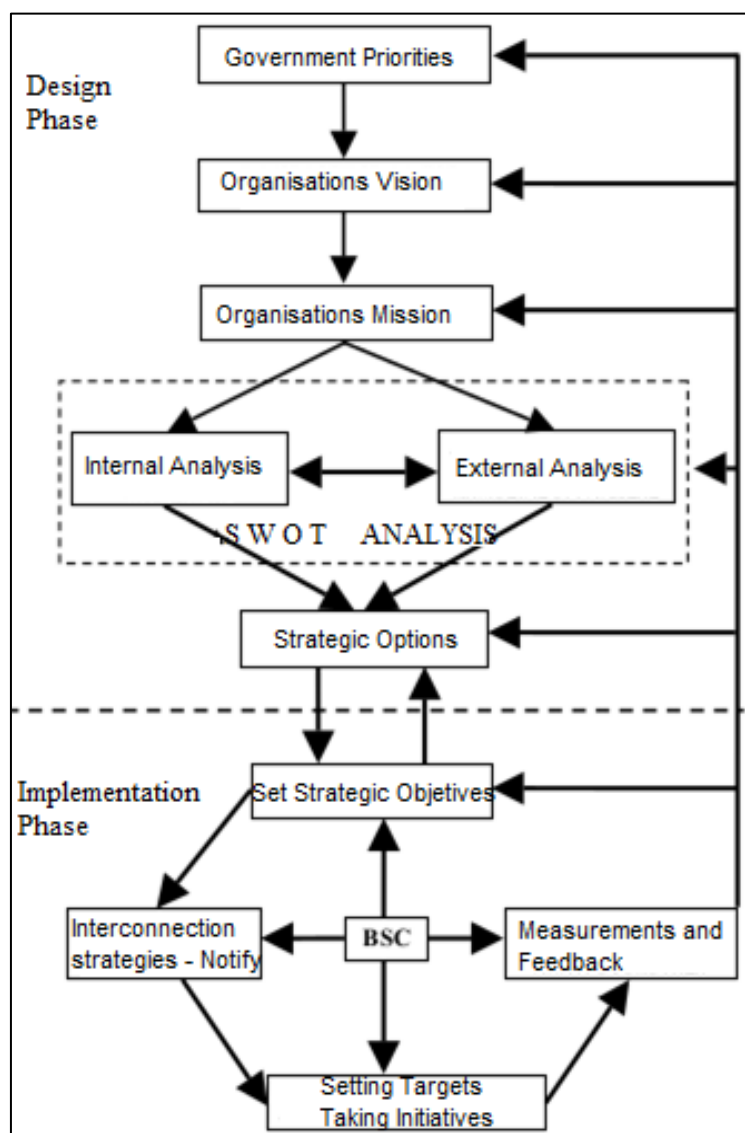 Government Priorities
Design
Phase
Organisations Vision
Organisations Mission
Internal Analysis
External Analysis
S W O T ANALYSIS
Strategic Options
Implementation
Phase
Set Strategic Objetives
Interconnection
strategies - Notify
BSC
Measurements and
Feedback
Setting Targets
Taking Initiatives